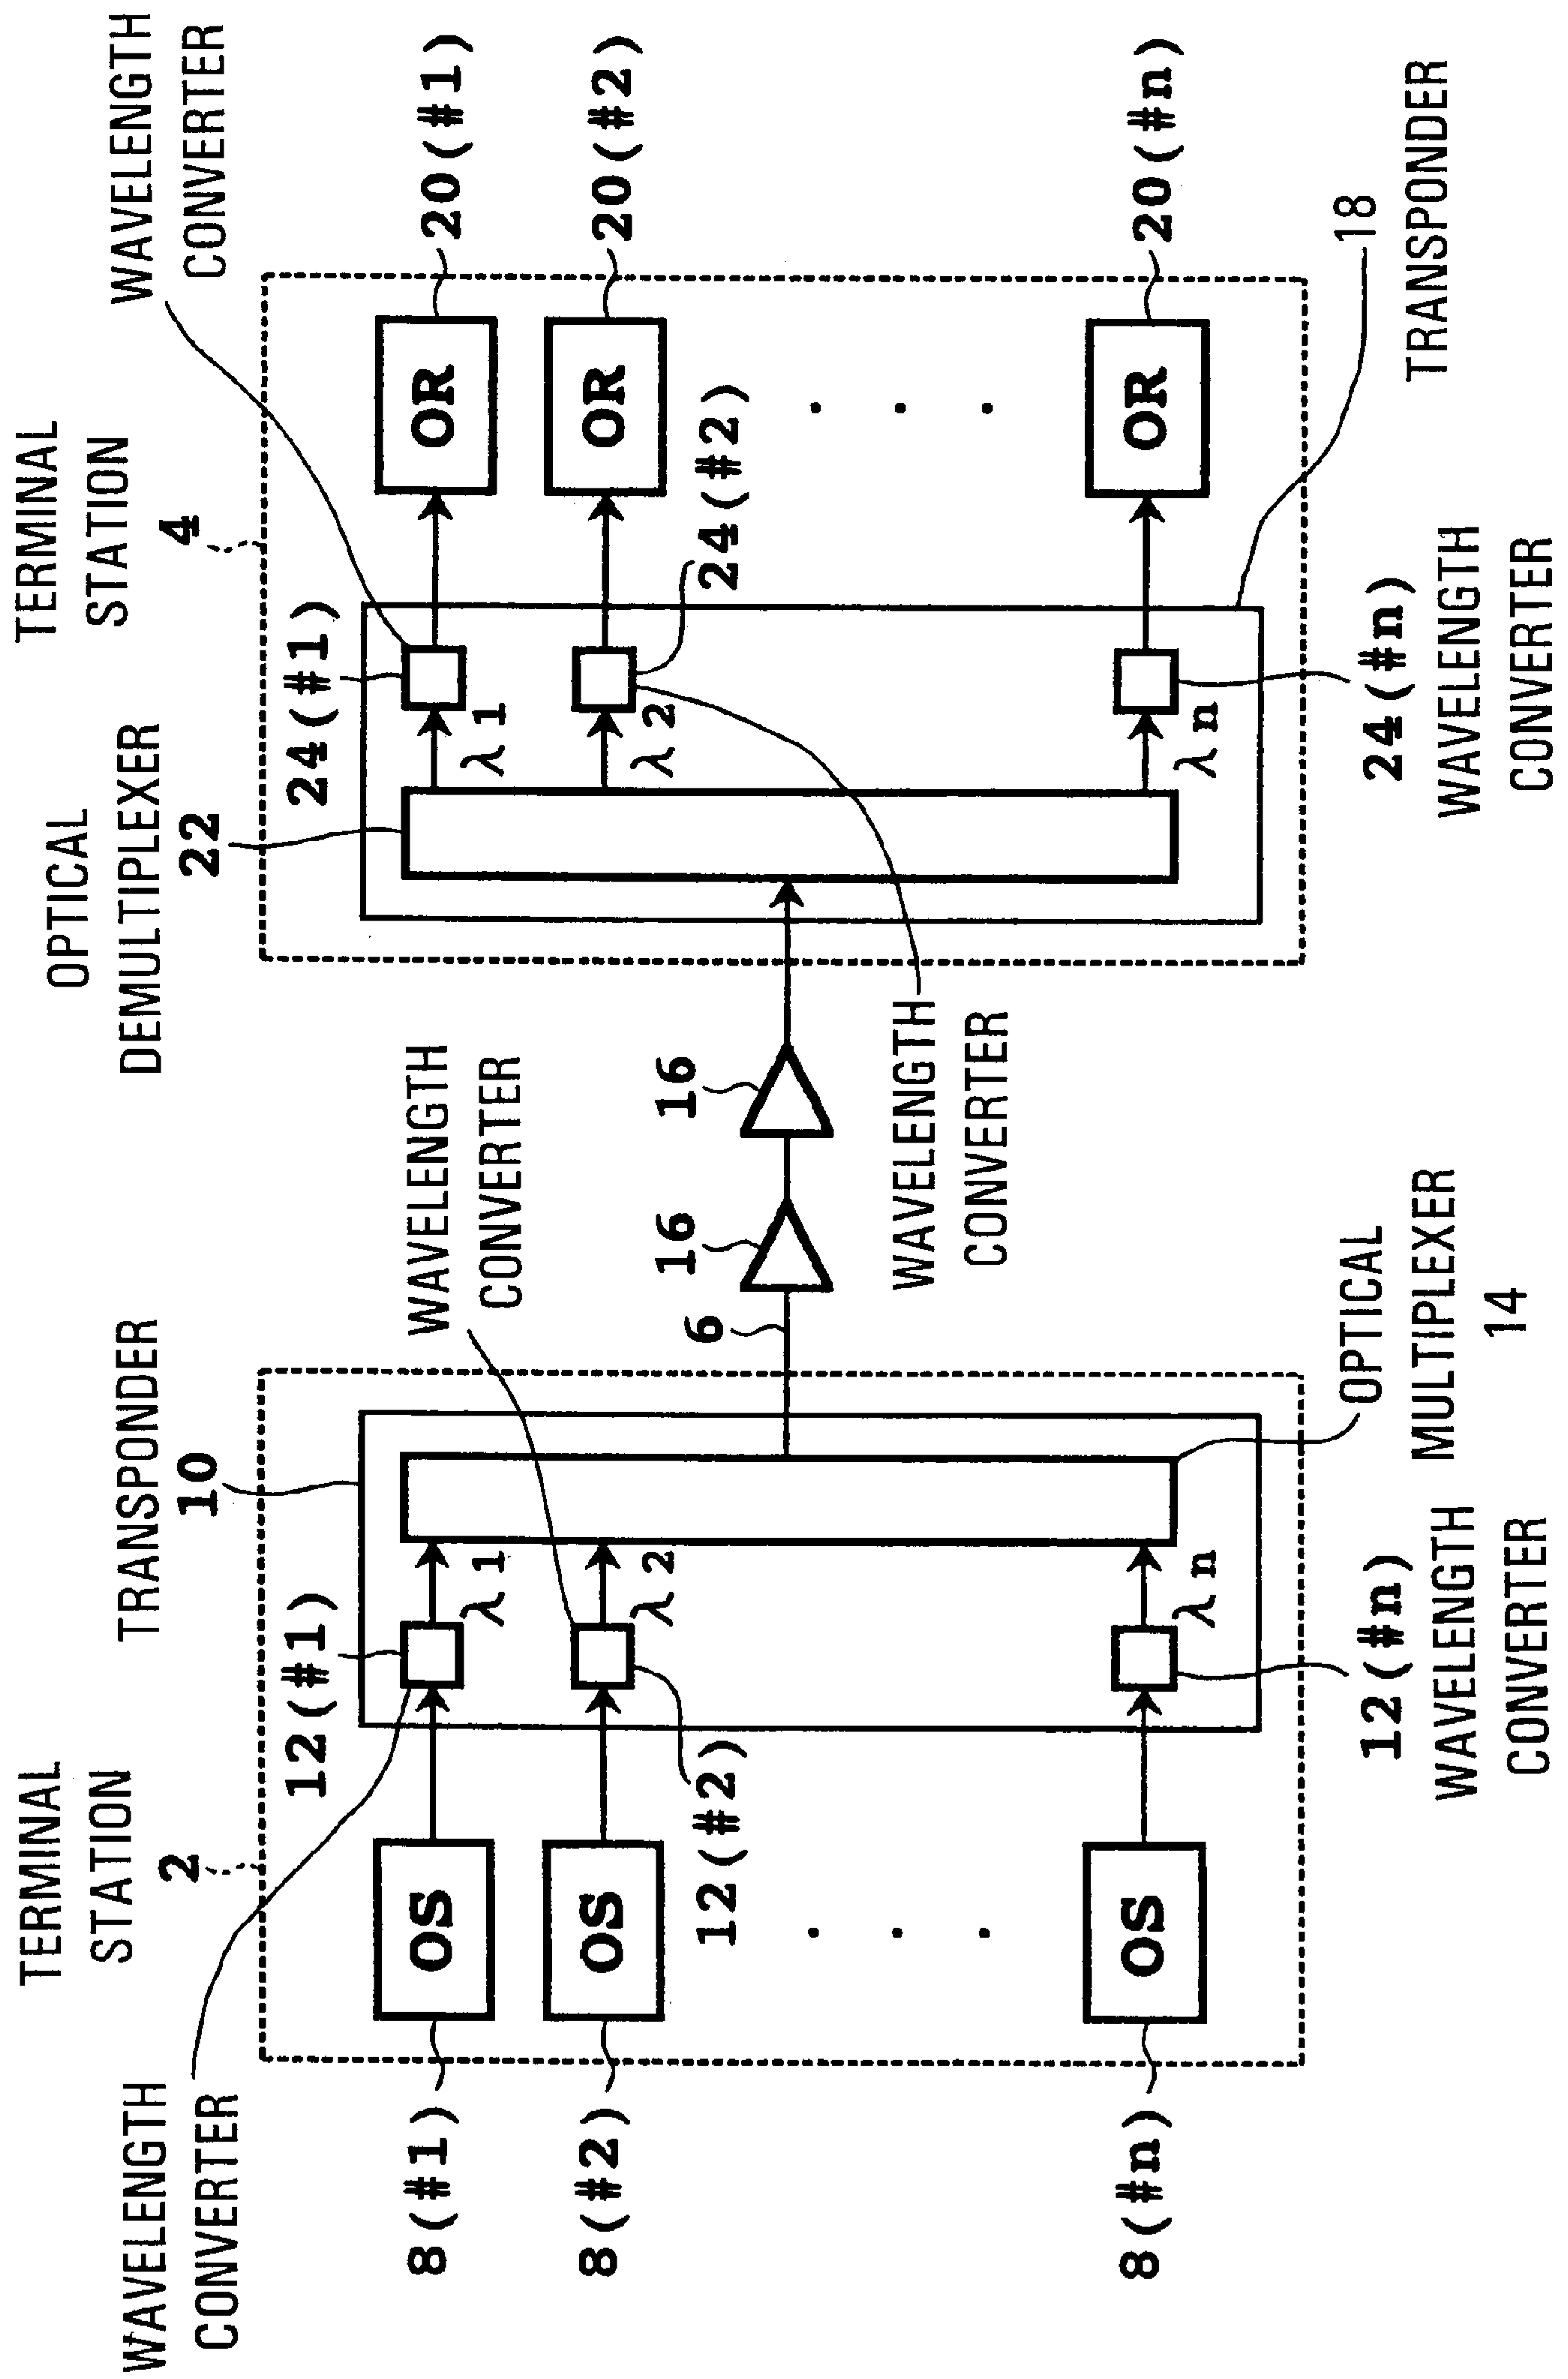 WAVELENGTH
CONVERTER
TERMINAL
STATION
2
TRANSPONDER
10
OPTICAL
DEMULTIPLEXER
22
TERMINAL
STATION
4
WAVELENGTH
CONVERTER
8(#1)
OS
12(#1)
λ1
24(#1)
λ1
OR
20(#1)
WAVELENGTH
CONVERTER
8(#2)
OS
12(#2)
λ2
6
16
16
λ2
24(#2)
OR
20(#2)
WAVELENGTH
CONVERTER
. . .
. . .
8(#n)
OS
λn
λn
OR
20(#n)
12(#n)
WAVELENGTH
CONVERTER
OPTICAL
MULTIPLEXER
14
24(#n)
WAVELENGTH
CONVERTER
18
TRANSPONDER